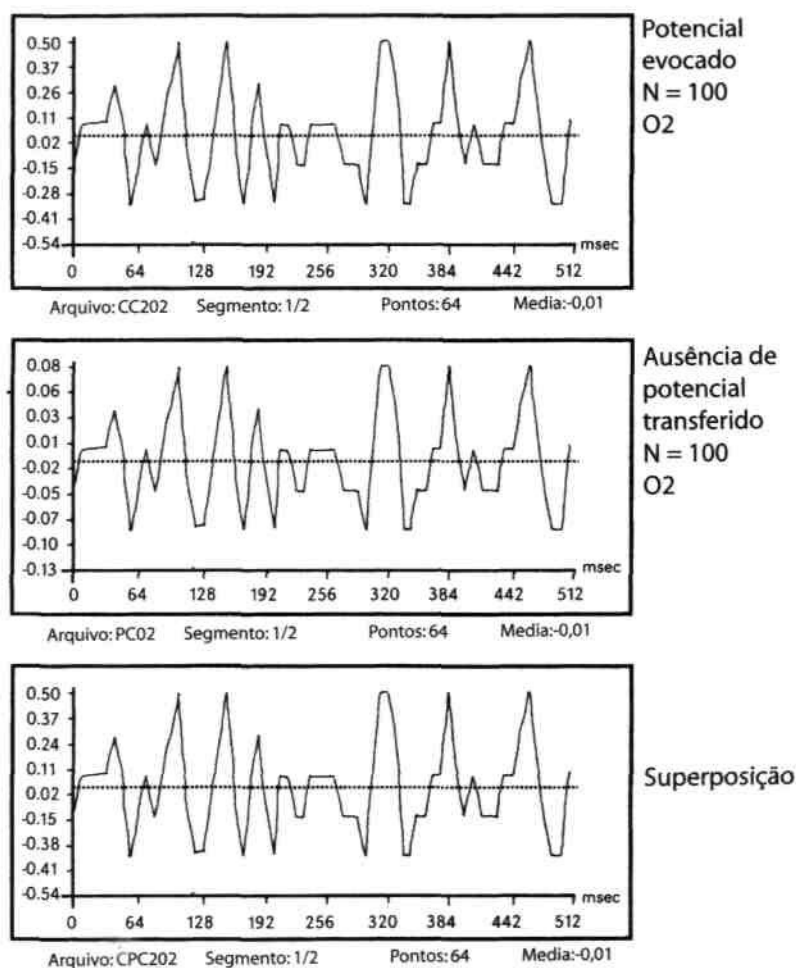 0.50
0.37
0.26
0.11
0.02
-0.15
-0.28
-0.41
-0.54
0 64 128 192 256 320 384 442 512
msec
Arquivo: CC202 Segmento: 1/2 Pontos: 64 Media:-0,01
Potencial
evocado
N = 100
O2
0.08
0.06
0.03
0.01
-0.02
-0.05
-0.07
-0.10
-0.13
0 64 128 192 256 320 384 442 512
msec
Arquivo: PC02 Segmento: 1/2 Pontos: 64 Media:-0,01
Ausência de
potencial
transferido
N = 100
O2
0.50
0.37
0.24
0.11
0.02
-0.15
-0.38
-0.41
-0.54
0 64 128 192 256 320 384 442 512
msec
Arquivo: CPC202 Segmento: 1/2 Pontos: 64 Media:-0,01
Superposição